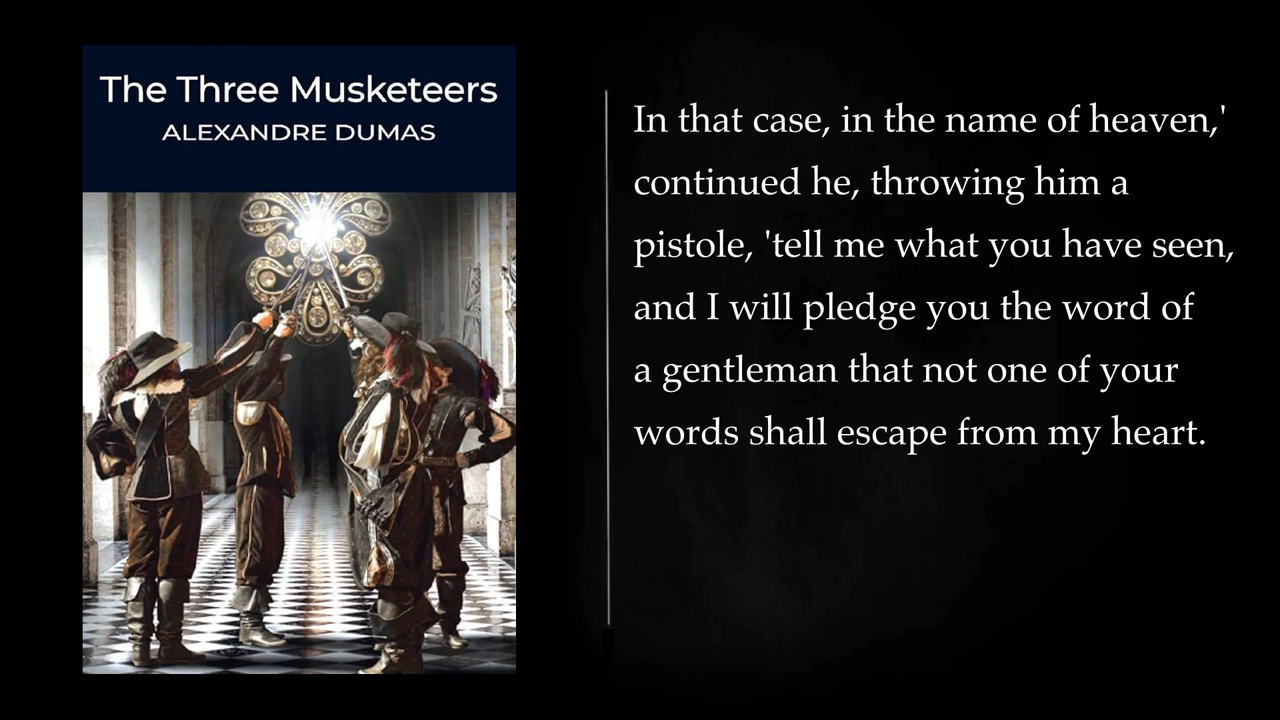 The Three Musketeers
ALEXANDRE DUMAS
In that case, in the name of heaven,'
continued he, throwing him a
pistole, 'tell me what you have seen,
and I will pledge you the word of
a gentleman that not one of your
words shall escape from my heart.